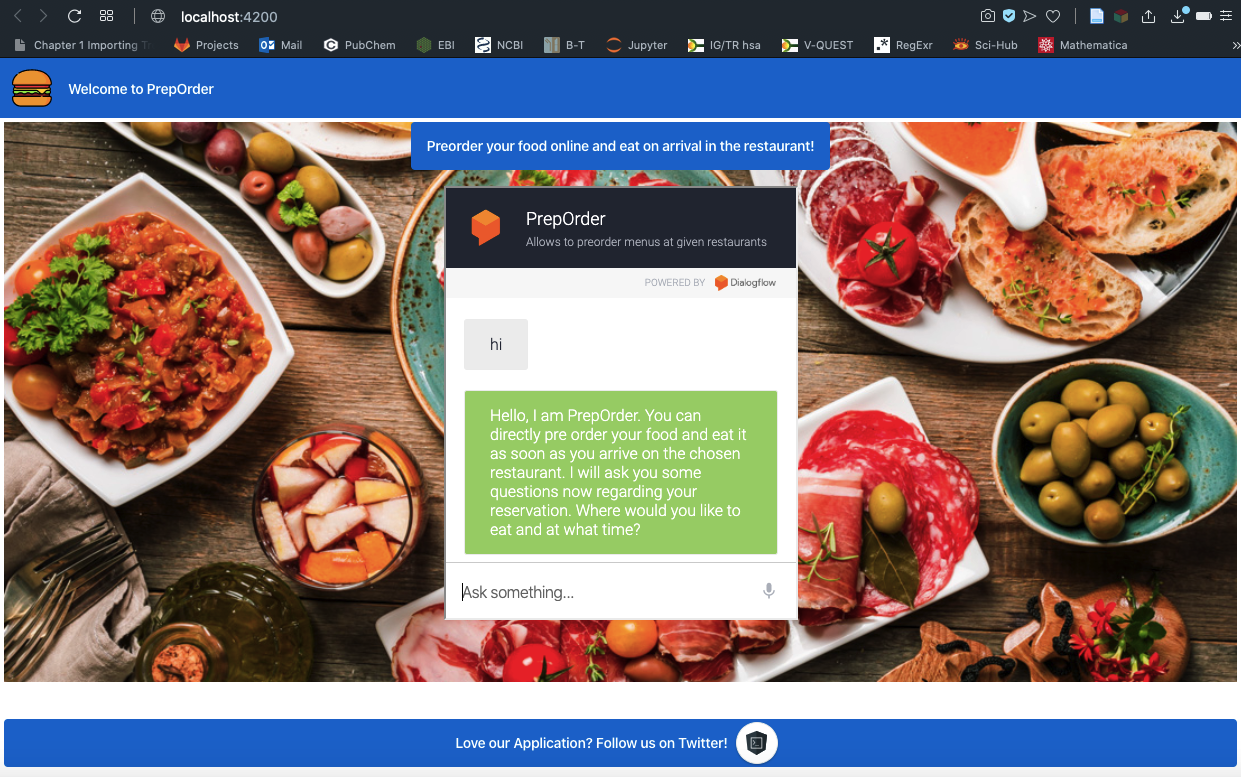 localhost:4200
Chapter 1 Importing Tr
Projects
Mail
PubChem
EBI
NCBI
B-T
Jupyter
IG/TR hsa
V-QUEST
RegExr
Sci-Hub
Mathematica
Welcome to PrepOrder
Preorder your food online and eat on arrival in the restaurant!
PrepOrder
Allows to preorder menus at given restaurants
POWERED BY Dialogflow
hi
Hello, I am PrepOrder. You can
directly pre order your food and eat it
as soon as you arrive on the chosen
restaurant. I will ask you some
questions now regarding your
reservation. Where would you like to
eat and at what time?
Ask something...
Love our Application? Follow us on Twitter!